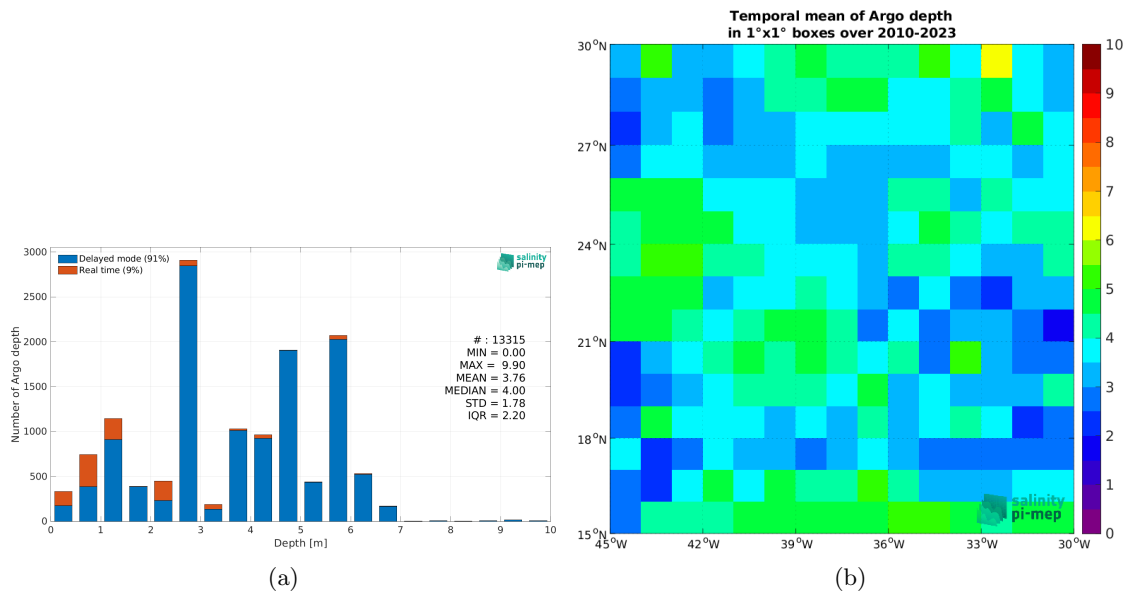 Delayed mode (91%)
Real time (9%)
salinity
pi-mep
# : 13315
MIN = 0.00
MAX = 9.90
MEAN = 3.76
MEDIAN = 4.00
STD = 1.78
IQR = 2.20
Number of Argo depth
3000
2500
2000
1500
1000
500
0
0 1 2 3 4 5 6 7 8 9 10
Depth [m]
(a)
Temporal mean of Argo depth
in 1°x1° boxes over 2010-2023
30°N
27°N
24°N
21°N
18°N
15°N
45°W 42°W 39°W 36°W 33°W 30°W
salinity
pi-mep
10
9
8
7
6
5
4
3
2
1
0
(b)